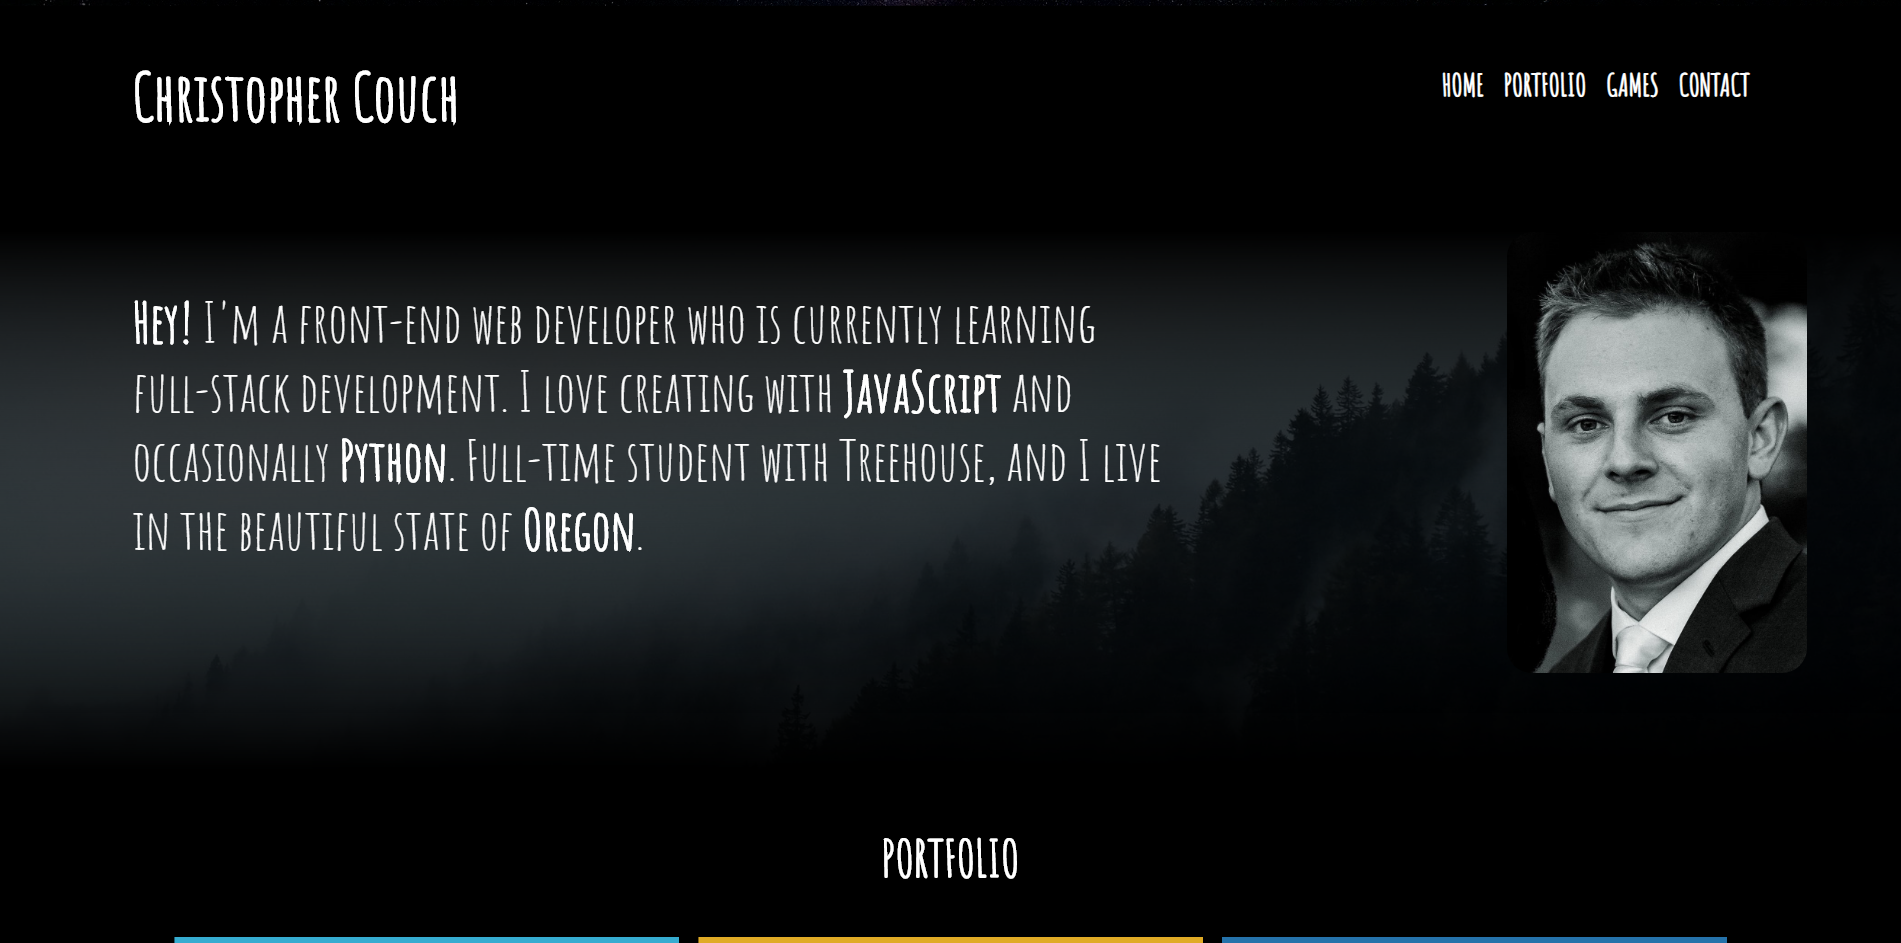 Christopher Couch
HOME PORTFOLIO GAMES CONTACT
Hey! I'm a front-end web developer who is currently learning
full-stack development. I love creating with JavaScript and
occasionally Python. Full-time student with Treehouse, and I live
in the beautiful state of Oregon.
PORTFOLIO